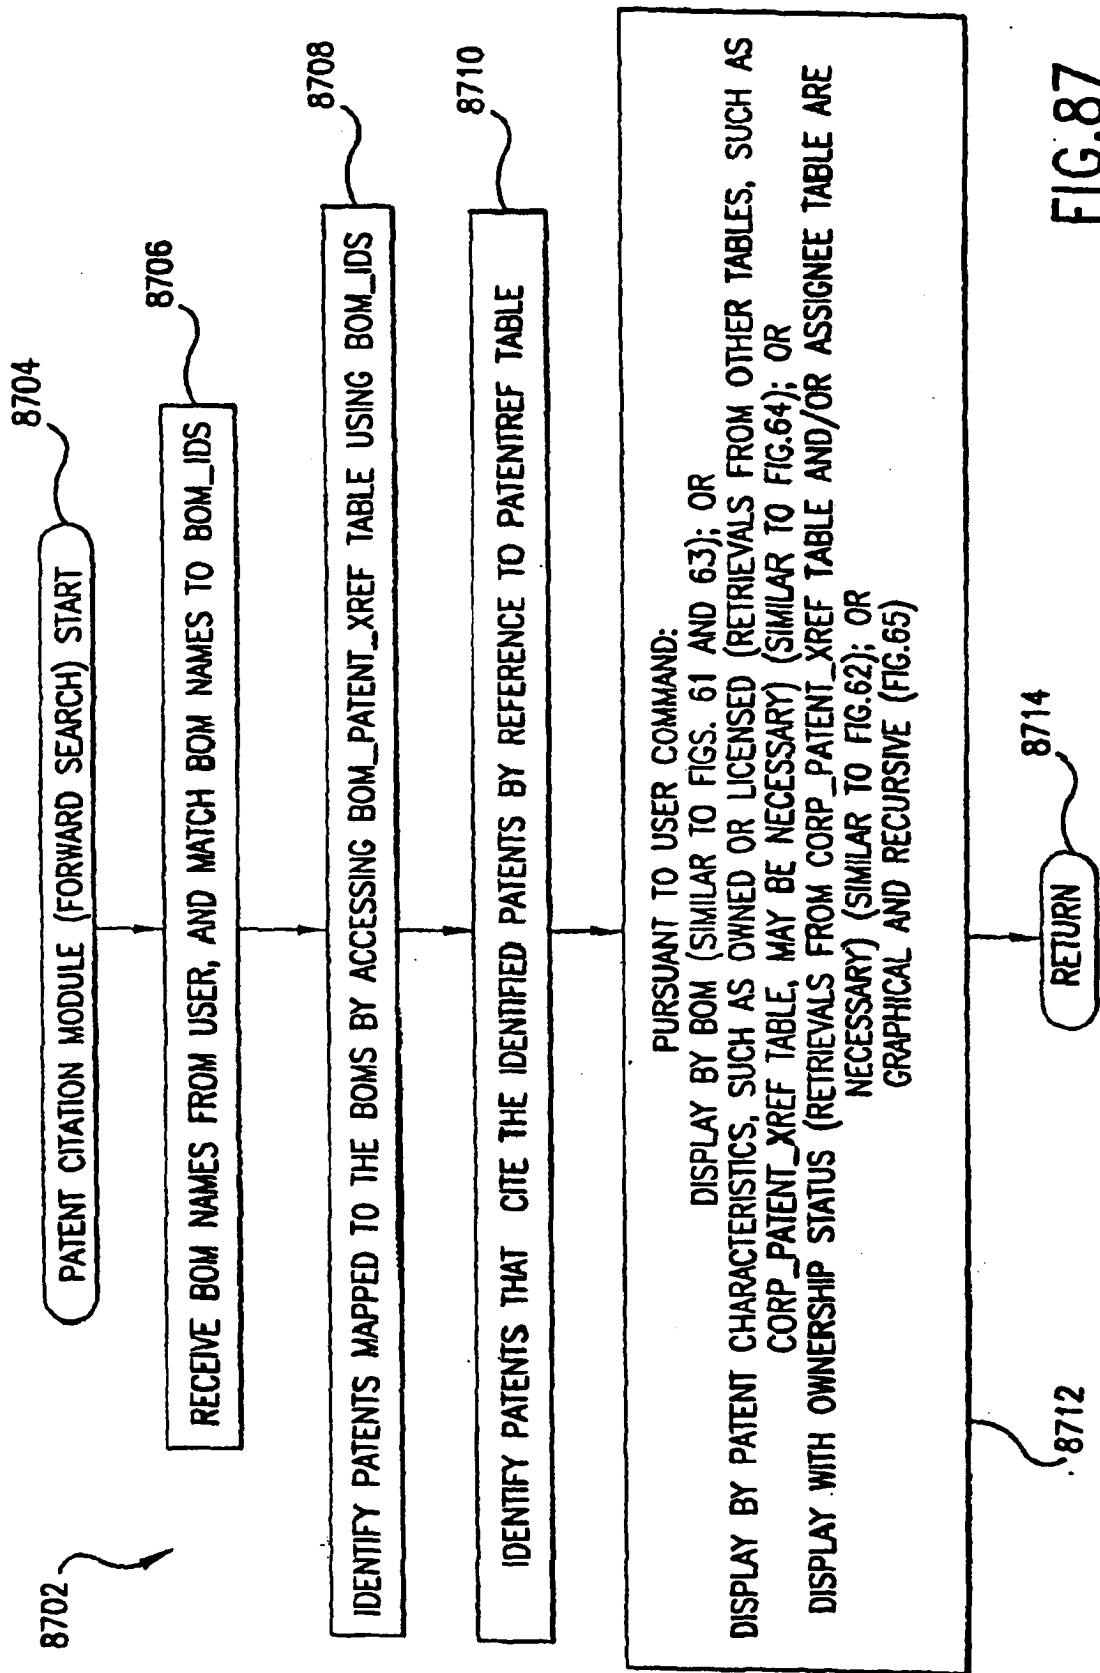 8702
PATENT CITATION MODULE (FORWARD SEARCH) START
8704
RECEIVE BOM NAMES FROM USER, AND MATCH BOM NAMES TO BOM_IDS
8706
IDENTIFY PATENTS MAPPED TO THE BOMS BY ACCESSING BOM_PATENT_XREF TABLE USING BOM_IDS
8708
IDENTIFY PATENTS THAT CITE THE IDENTIFIED PATENTS BY REFERENCE TO PATENTREF TABLE
8710
PURSUANT TO USER COMMAND:
DISPLAY BY BOM (SIMILAR TO FIGS. 61 AND 63); OR
DISPLAY BY PATENT CHARACTERISTICS, SUCH AS OWNED OR LICENSED (RETRIEVALS FROM OTHER TABLES, SUCH AS
CORP_PATENT_XREF TABLE, MAY BE NECESSARY) (SIMILAR TO FIG.64); OR
DISPLAY WITH OWNERSHIP STATUS (RETRIEVALS FROM CORP_PATENT_XREF TABLE AND/OR ASSIGNEE TABLE ARE
NECESSARY) (SIMILAR TO FIG.62); OR
GRAPHICAL AND RECURSIVE (FIG.65)
8712
RETURN
8714
FIG.87